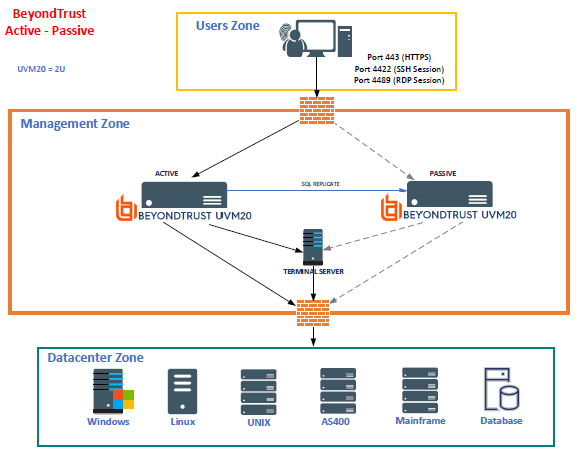 BeyondTrust
Active - Passive
UVM20 = 2U
Users Zone
Port 443 (HTTPS)
Port 4422 (SSH Session)
Port 4489 (RDP Session)
Management Zone
ACTIVE
PASSIVE
SQL REPLICATE
BEYONDTRUST UVM20
BEYONDTRUST UVM20
TERMINAL SERVER
Datacenter Zone
Windows
Linux
UNIX
AS400
Mainframe
Database